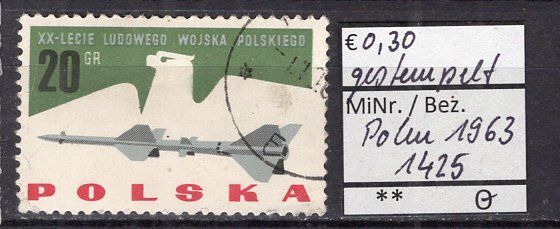 XX-LECIE LUDOWEGO WOJSKA POLSKIEGO
20 GR
POLSKA
€ 0,30
gestempelt
MiNr. / Bez.
Polen 1963
1425
**